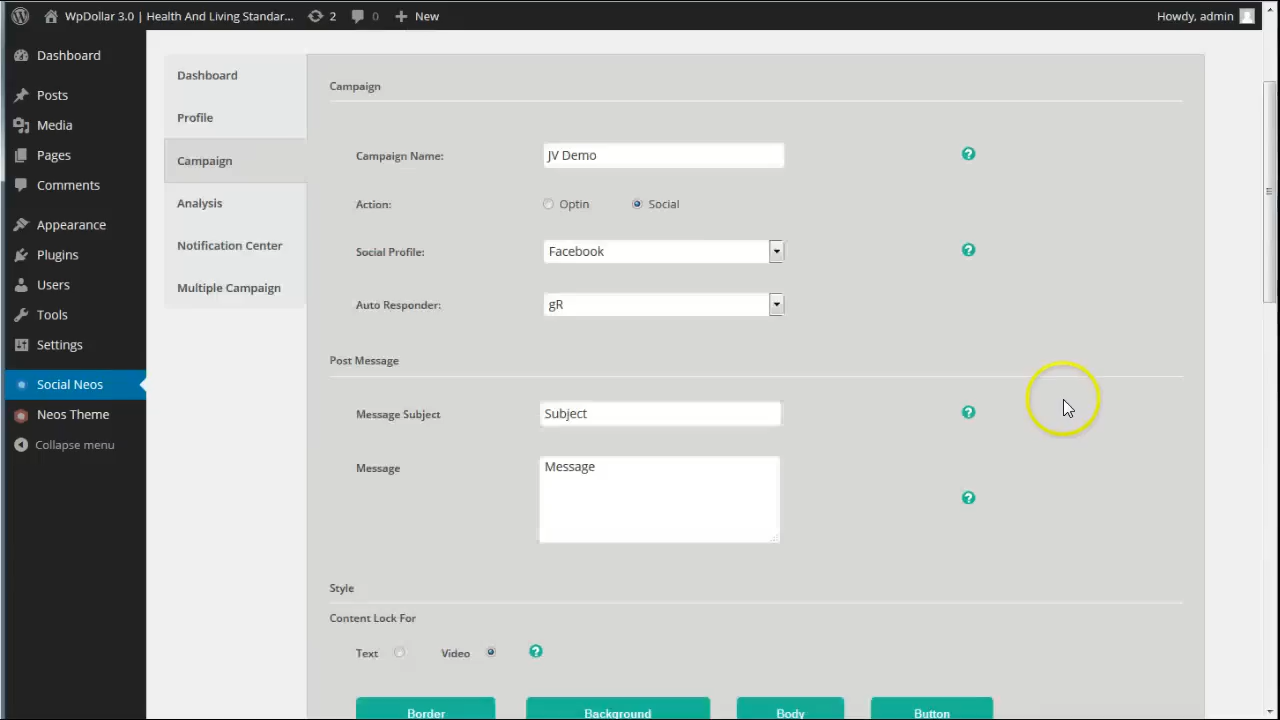 WpDollar 3.0 | Health And Living Standar... 2 0 New Howdy, admin
Dashboard
Posts
Media
Pages
Comments
Appearance
Plugins
Users
Tools
Settings
Social Neos
Neos Theme
Collapse menu
Dashboard
Profile
Campaign
Analysis
Notification Center
Multiple Campaign
Campaign
Campaign Name: JV Demo ?
Action: Optin Social
Social Profile: Facebook ?
Auto Responder: gR
Post Message
Message Subject Subject ?
Message Message ?
Style
Content Lock For
Text Video ?
Border Background Body Button